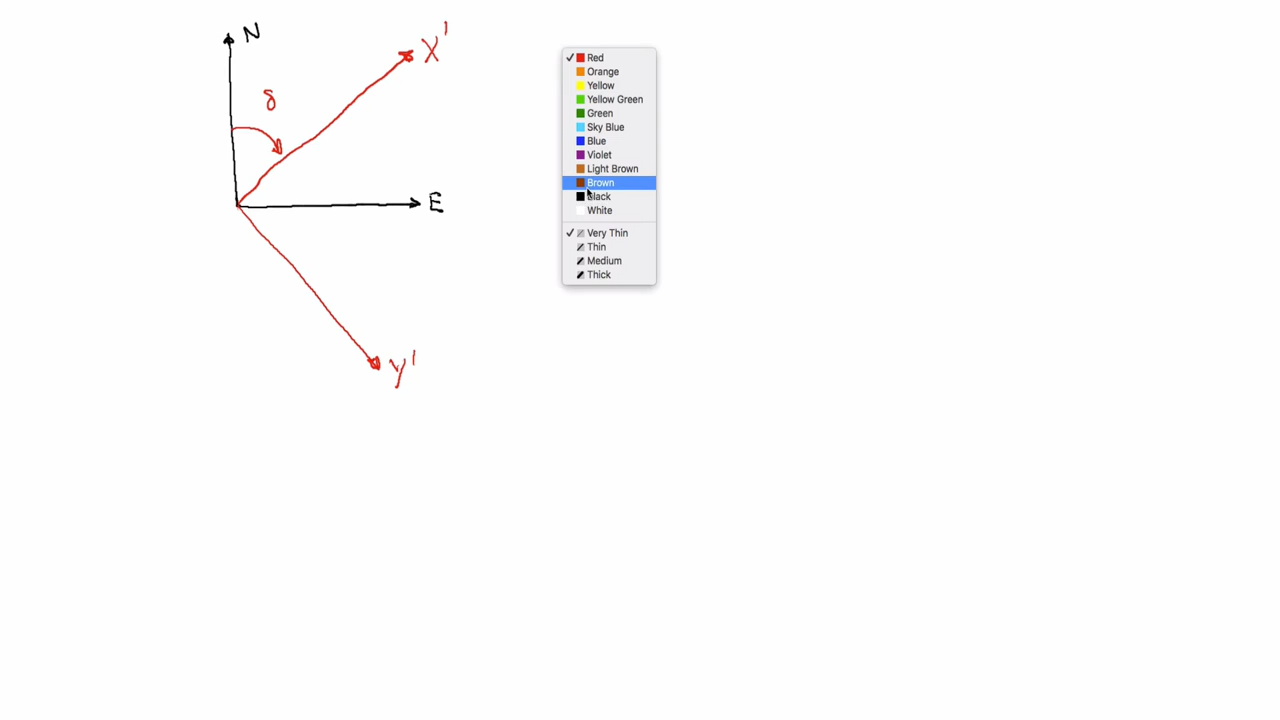 N
X'
δ
E
Y'
✓ Red
Orange
Yellow
Yellow Green
Green
Sky Blue
Blue
Violet
Light Brown
Brown
Black
White
✓ Very Thin
Thin
Medium
Thick